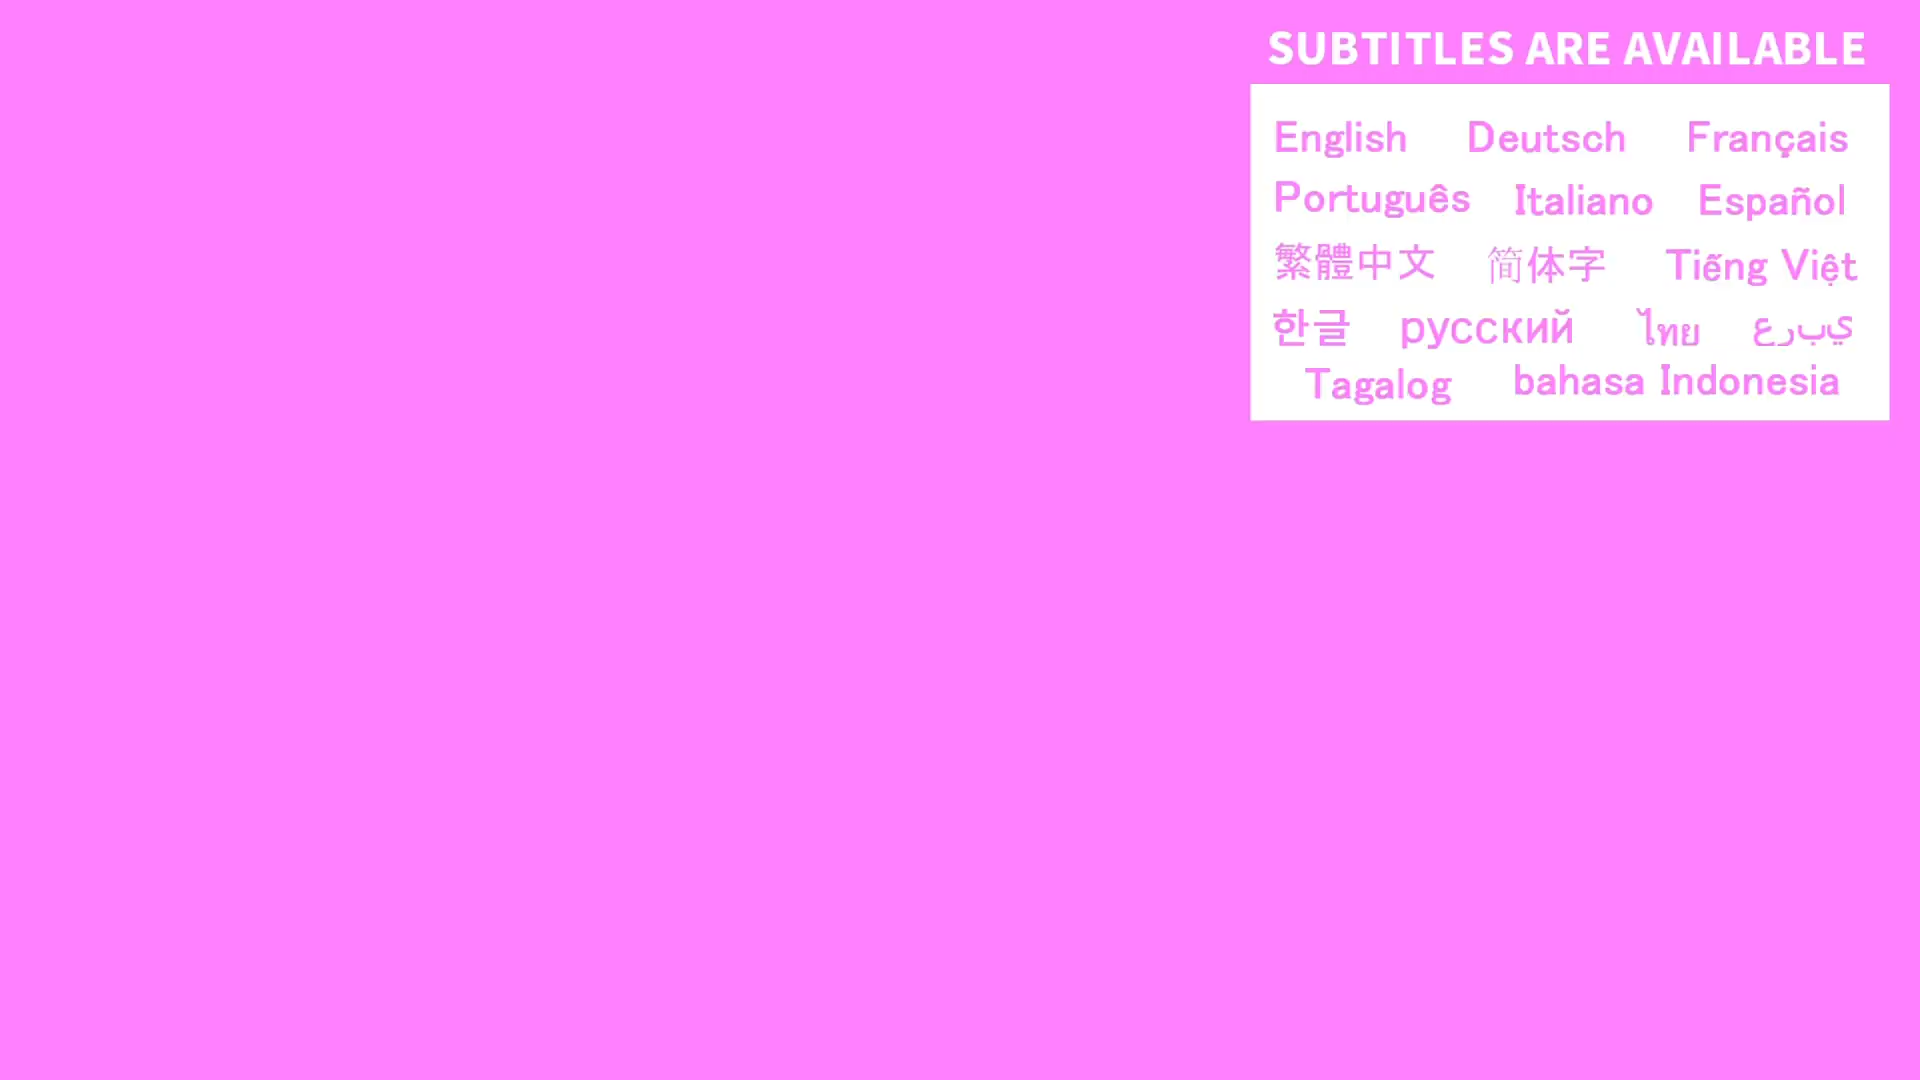 SUBTITLES ARE AVAILABLE
English Deutsch Français
Português Italiano Español
繁體中文 简体字 Tiếng Việt
한글 русский ไทย يبرع
Tagalog bahasa Indonesia